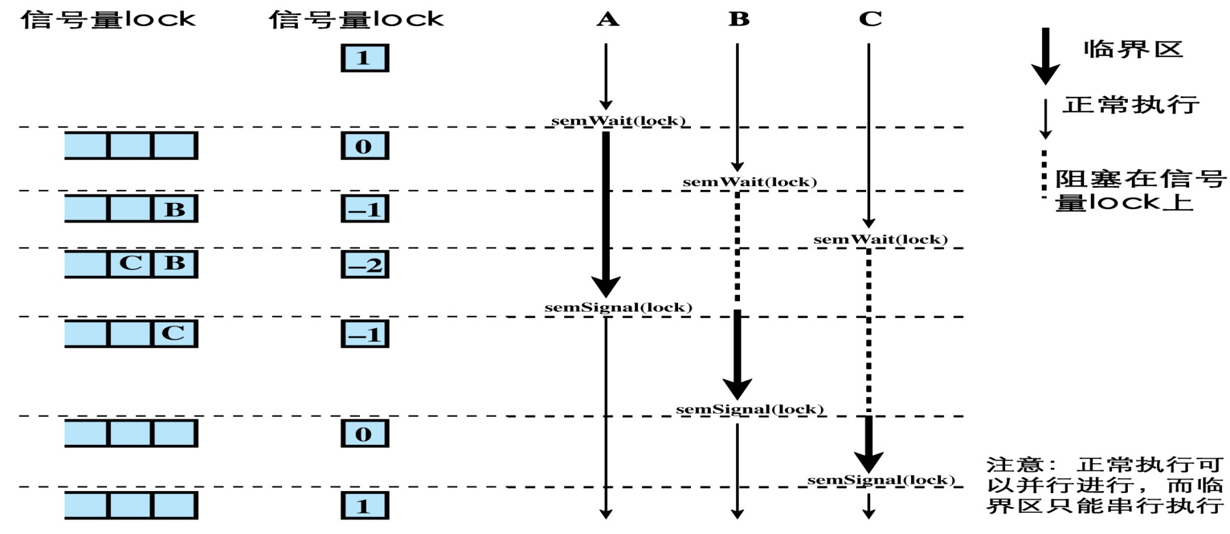 信号量lock 信号量lock A B C
1
临界区
正常执行
semWait(lock)
0
semWait(lock)
阻塞在信号
量lock上
B −1
semWait(lock)
C B −2
semSignal(lock)
C −1
semSignal(lock)
0
semSignal(lock)
1
注意：正常执行可
以并行进行，而临
界区只能串行执行